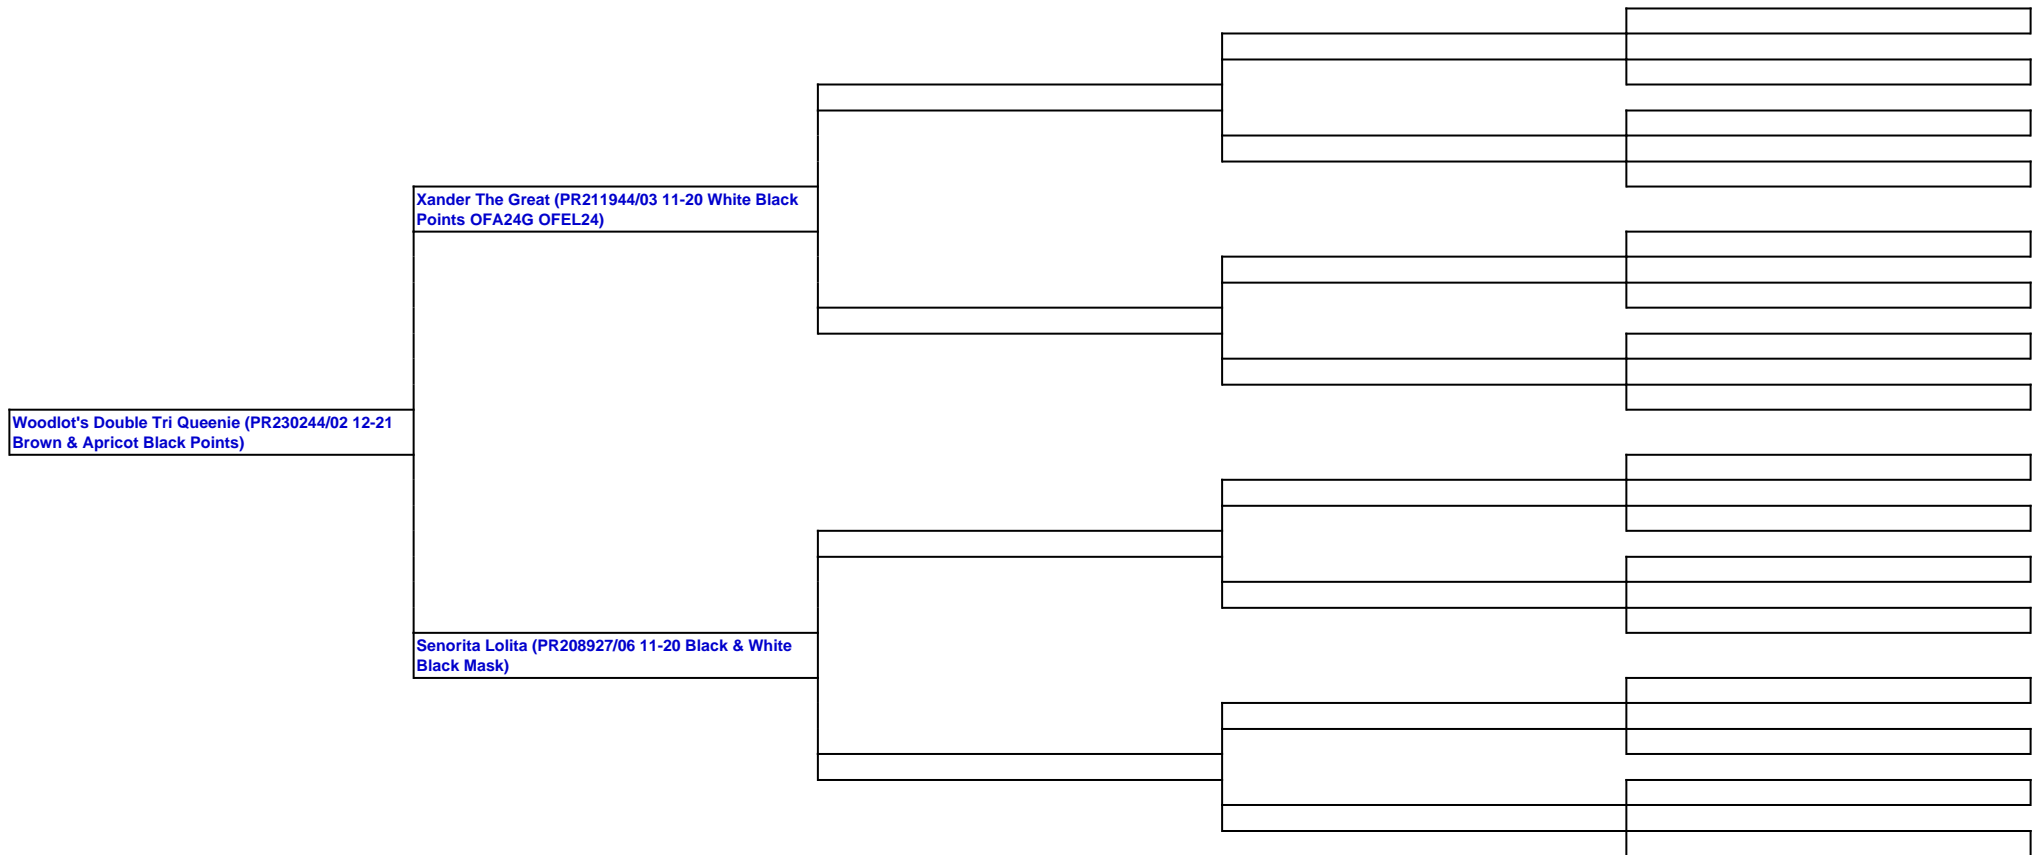 Xander The Great (PR211944/03 11-20 White Black
Points OFA24G OFEL24)
Woodlot's Double Tri Queenie (PR230244/02 12-21
Brown & Apricot Black Points)
Senorita Lolita (PR208927/06 11-20 Black & White
Black Mask)